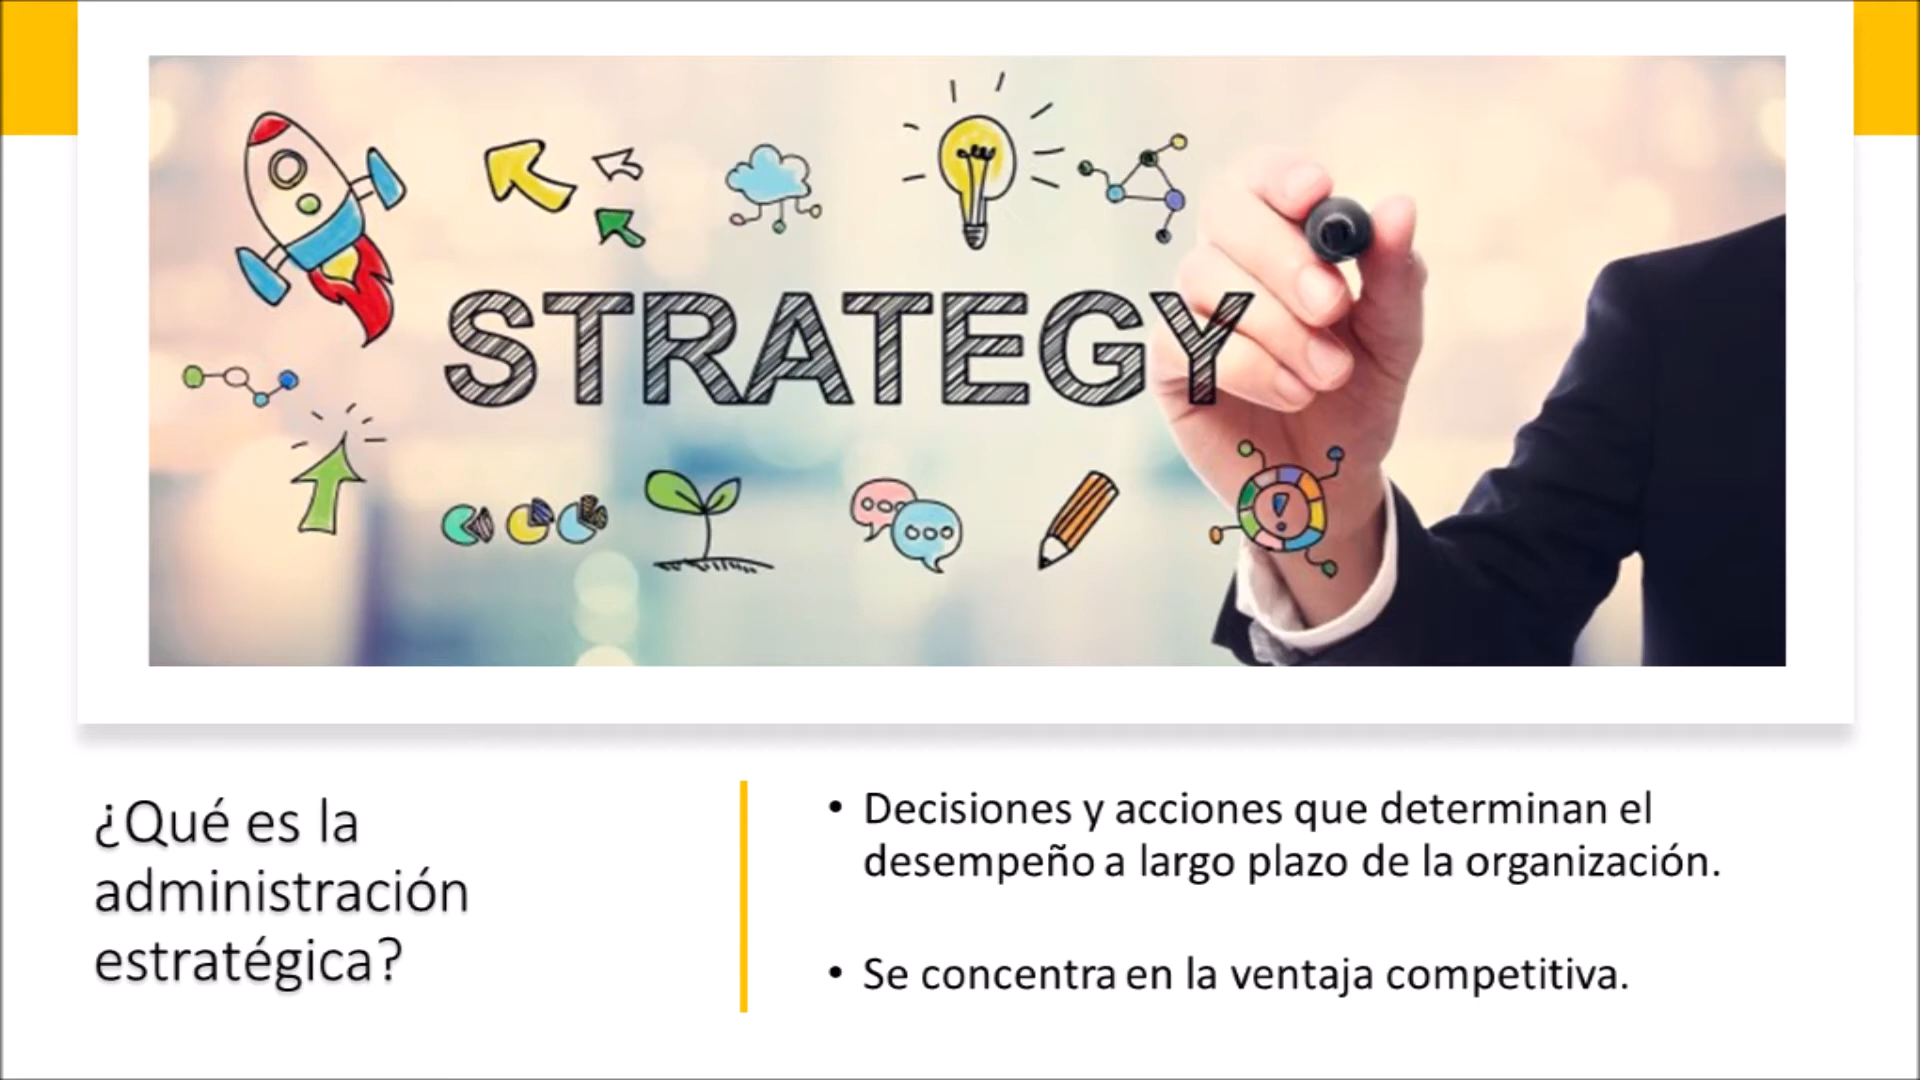 STRATEGY
¿Qué es la
administración
estratégica?
• Decisiones y acciones que determinan el
desempeño a largo plazo de la organización.
• Se concentra en la ventaja competitiva.